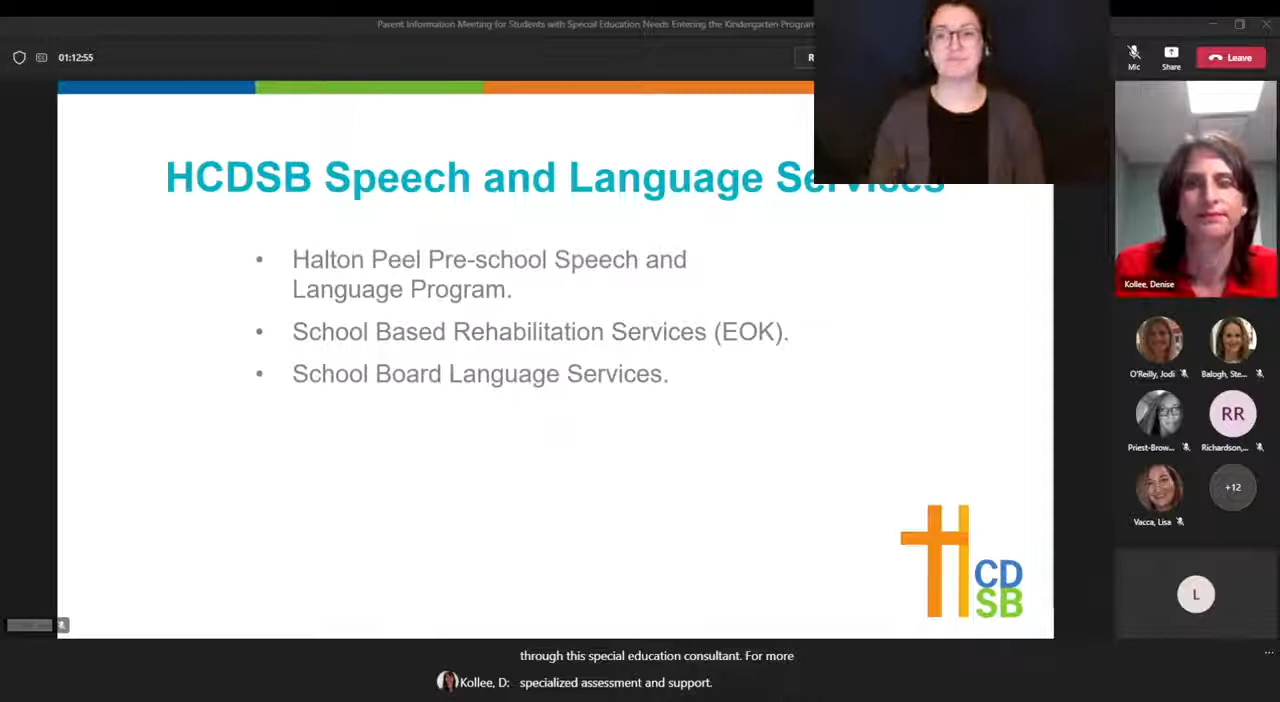 Parent Information Meeting for Students with Special Education Needs Entering the Kindergarten Program
01:12:55
R
Mic
Share
Leave
HCDSB Speech and Language Services
• Halton Peel Pre-school Speech and
Language Program.
• School Based Rehabilitation Services (EOK).
• School Board Language Services.
Kollee, Denise
O'Reilly, Jodi
Balogh, Ste...
Priest-Brow...
RR
Richardson,...
Vacca, Lisa
+12
L
CD
SB
through this special education consultant. For more
Kollee, D: specialized assessment and support.